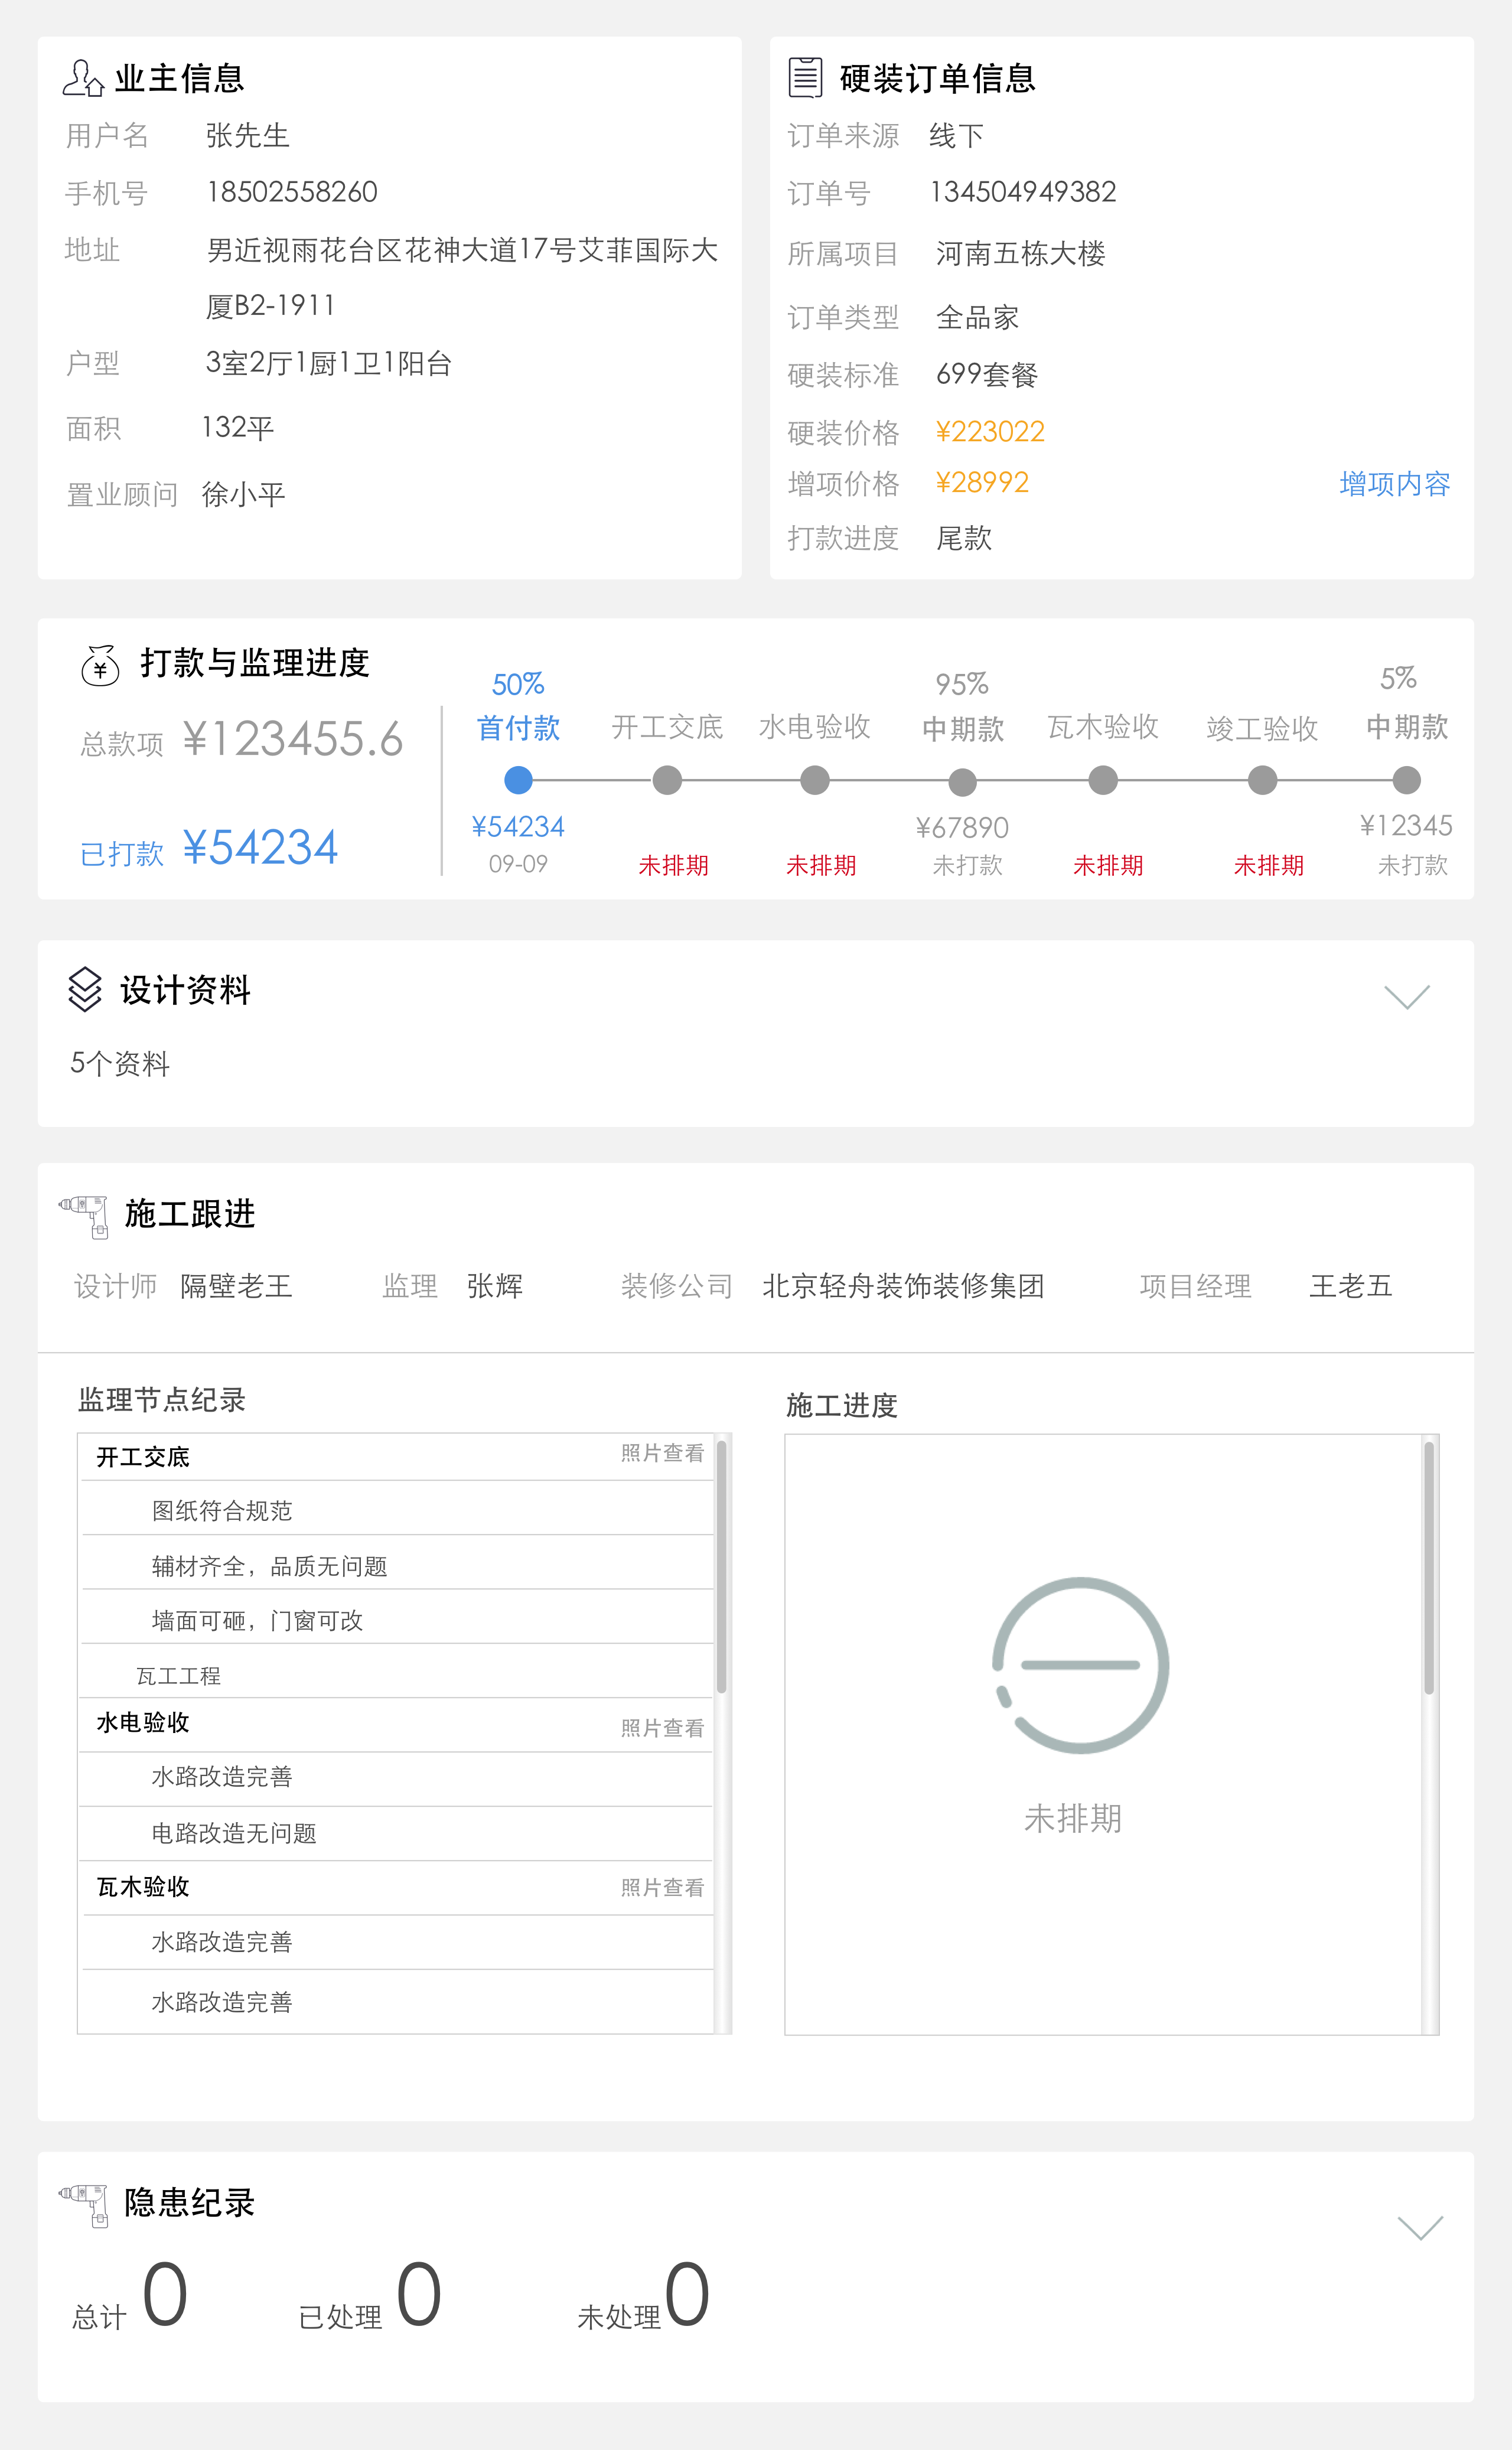 业主信息
用户名 张先生
手机号 18502558260
地址 男近视雨花台区花神大道17号艾菲国际大
厦B2-1911
户型 3室2厅1厨1卫1阳台
面积 132平
置业顾问 徐小平
硬装订单信息
订单来源 线下
订单号 134504949382
所属项目 河南五栋大楼
订单类型 全品家
硬装标准 699套餐
硬装价格 ¥223022
增项价格 ¥28992 增项内容
打款进度 尾款
打款与监理进度
总款项 ¥123455.6
已打款 ¥54234
50% 95% 5%
首付款 开工交底 水电验收 中期款 瓦木验收 竣工验收 中期款
¥54234 ¥67890 ¥12345
09-09 未排期 未排期 未打款 未排期 未排期 未打款
设计资料
5个资料
施工跟进
设计师 隔壁老王 监理 张辉 装修公司 北京轻舟装饰装修集团 项目经理 王老五
监理节点纪录
开工交底 照片查看
图纸符合规范
辅材齐全，品质无问题
墙面可砸，门窗可改
瓦工工程
水电验收 照片查看
水路改造完善
电路改造无问题
瓦木验收 照片查看
水路改造完善
水路改造完善
施工进度
未排期
隐患纪录
总计 0 已处理 0 未处理 0